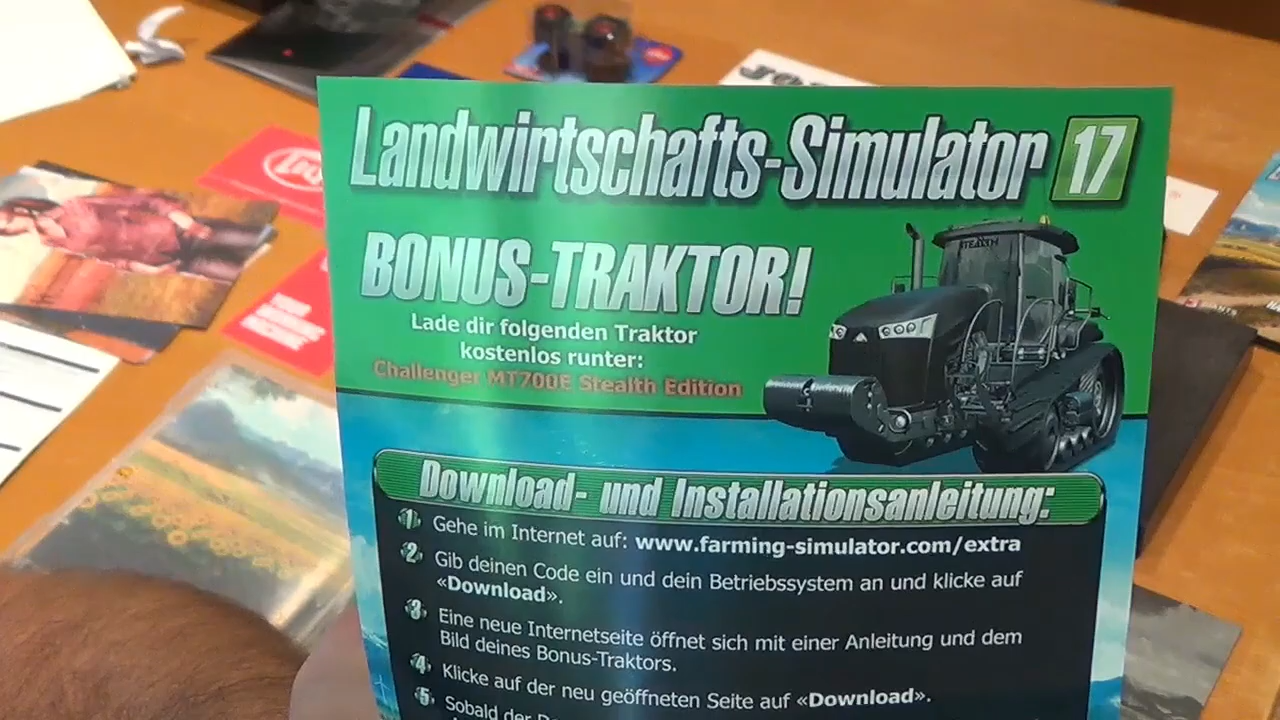 Landwirtschafts-Simulator 17
BONUS-TRAKTOR!
Lade dir folgenden Traktor
kostenlos runter:
Challenger MT700E Stealth Edition
STEALTH
Download- und Installationsanleitung:
1 Gehe im Internet auf: www.farming-simulator.com/extra
2 Gib deinen Code ein und dein Betriebssystem an und klicke auf
«Download».
3 Eine neue Internetseite öffnet sich mit einer Anleitung und dem
Bild deines Bonus-Traktors.
4 Klicke auf der neu geöffneten Seite auf «Download».
5 Sobald der